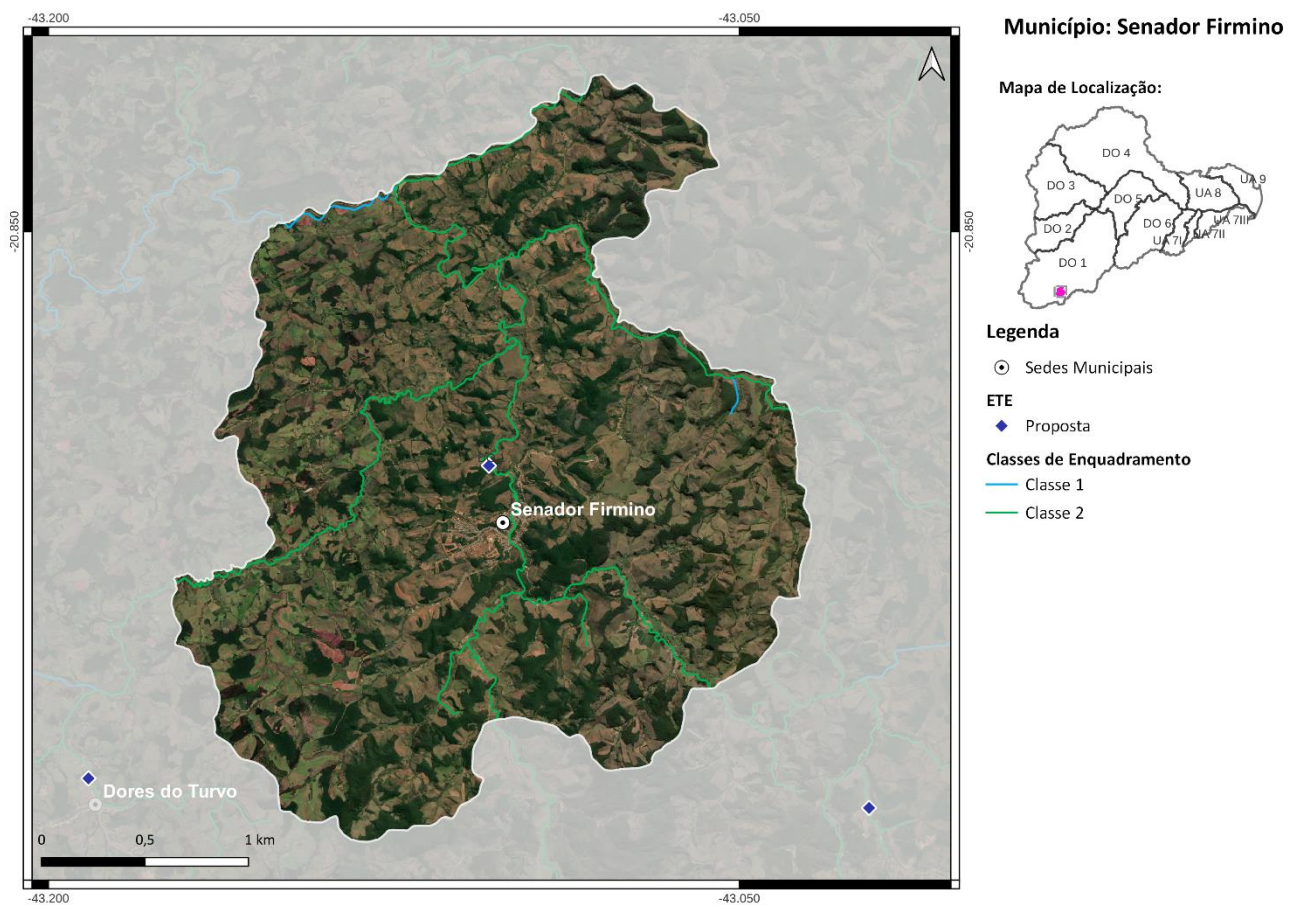 -43.200
-43.050
Município: Senador Firmino
Mapa de Localização:
DO 4
DO 3
DO 5
UA 8
UA 9
DO 2
DO 6
UA 7III
UA 7II
UA 7I
DO 1
-20.850
-20.850
Legenda
Sedes Municipais
ETE
Proposta
Classes de Enquadramento
Classe 1
Classe 2
Senador Firmino
Dores do Turvo
0 0,5 1 km
-43.200
-43.050